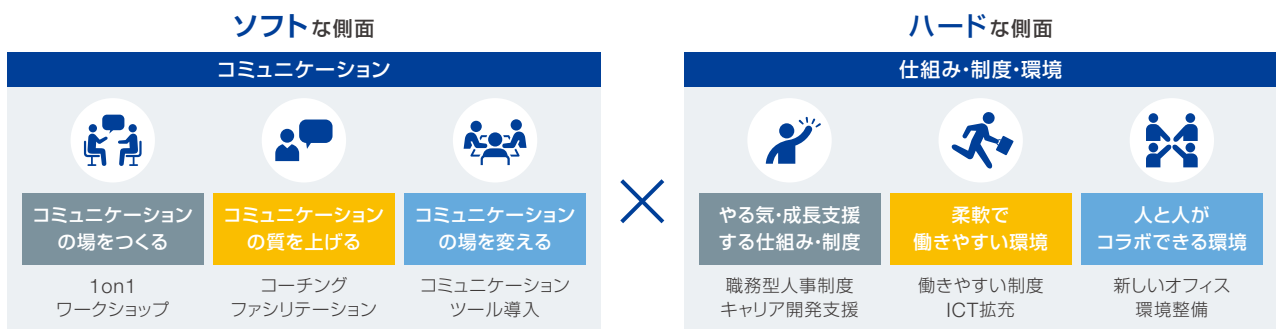 ソフトな側面
コミュニケーション
コミュニケーション
の場をつくる
1on1
ワークショップ
コミュニケーション
の質を上げる
コーチング
ファシリテーション
コミュニケーション
の場を変える
コミュニケーション
ツール導入
×
ハードな側面
仕組み・制度・環境
やる気・成長支援
する仕組み・制度
職務型人事制度
キャリア開発支援
柔軟で
働きやすい環境
働きやすい制度
ICT拡充
人と人が
コラボできる環境
新しいオフィス
環境整備